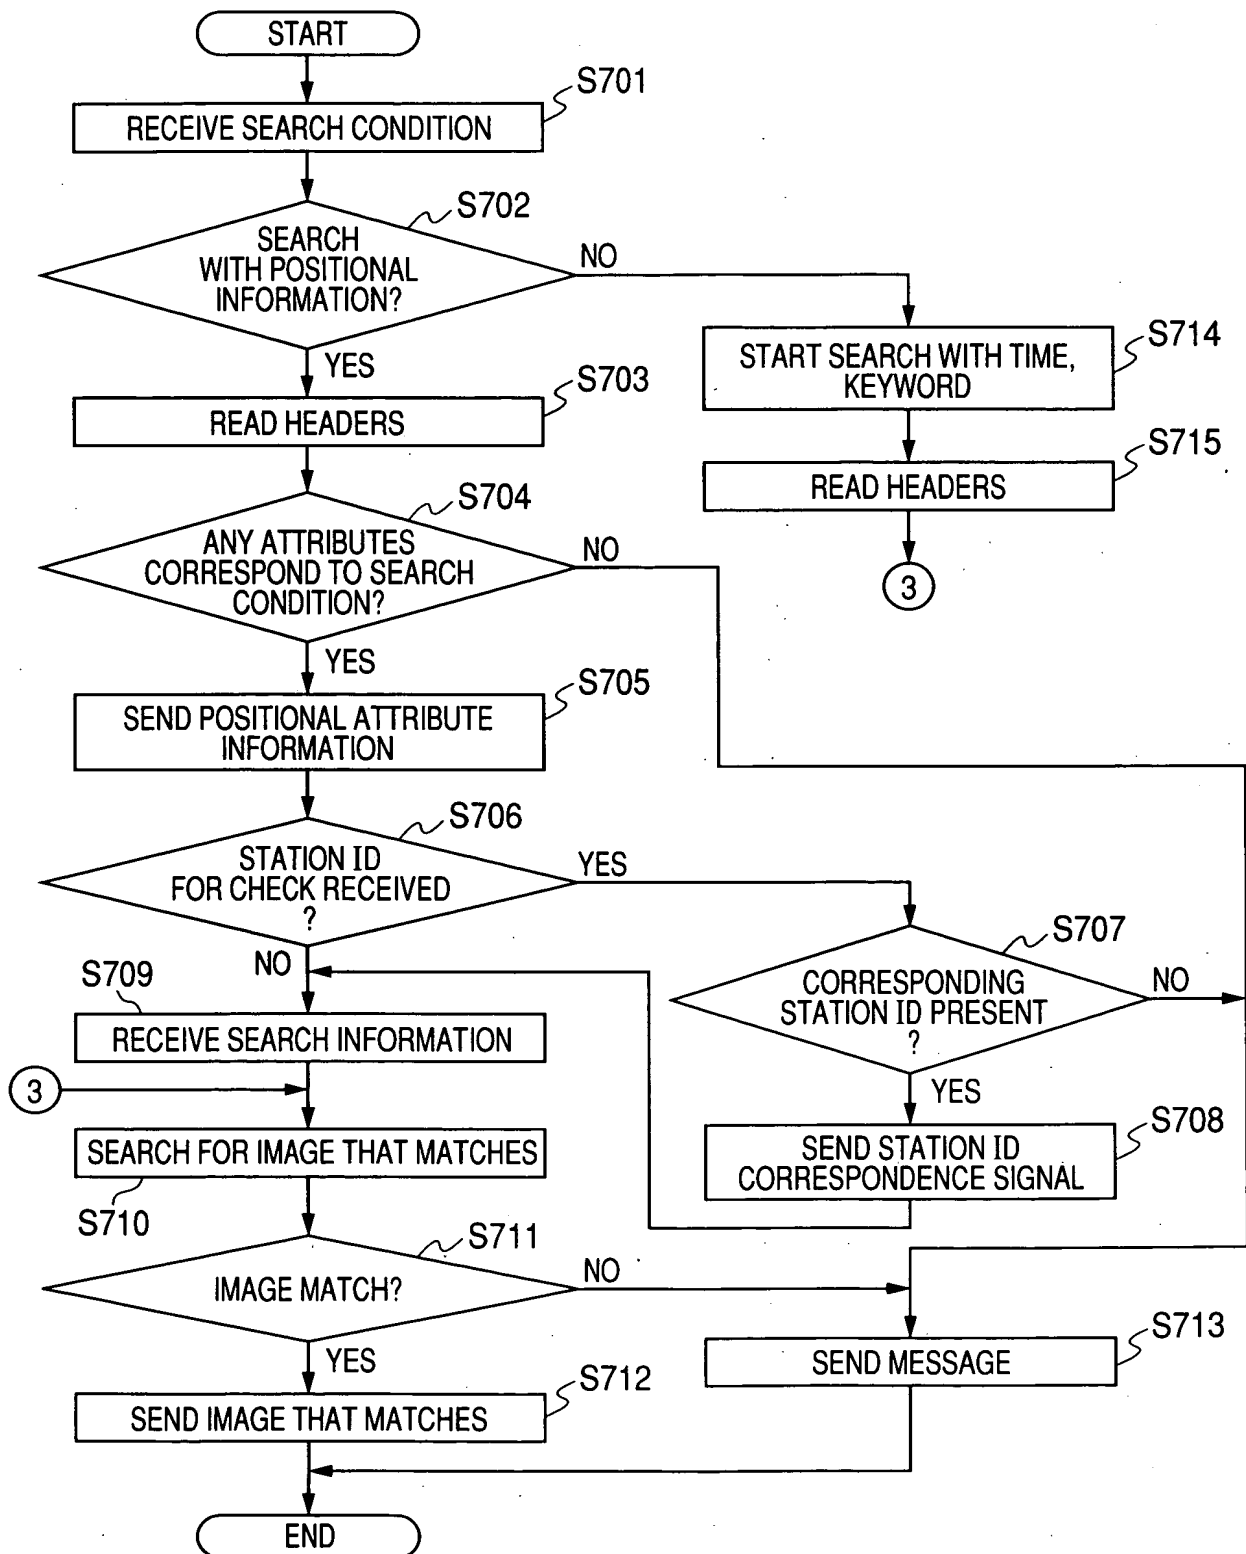 START
S701
RECEIVE SEARCH CONDITION
S702
SEARCH
WITH POSITIONAL
INFORMATION?
NO
YES
S714
START SEARCH WITH TIME,
KEYWORD
S703
READ HEADERS
S715
READ HEADERS
3
S704
ANY ATTRIBUTES
CORRESPOND TO SEARCH
CONDITION?
NO
YES
S705
SEND POSITIONAL ATTRIBUTE
INFORMATION
S706
STATION ID
FOR CHECK RECEIVED
?
YES
NO
S707
CORRESPONDING
STATION ID PRESENT
?
NO
YES
S708
SEND STATION ID
CORRESPONDENCE SIGNAL
S709
RECEIVE SEARCH INFORMATION
3
SEARCH FOR IMAGE THAT MATCHES
S710
S711
IMAGE MATCH?
NO
YES
S713
SEND MESSAGE
S712
SEND IMAGE THAT MATCHES
END